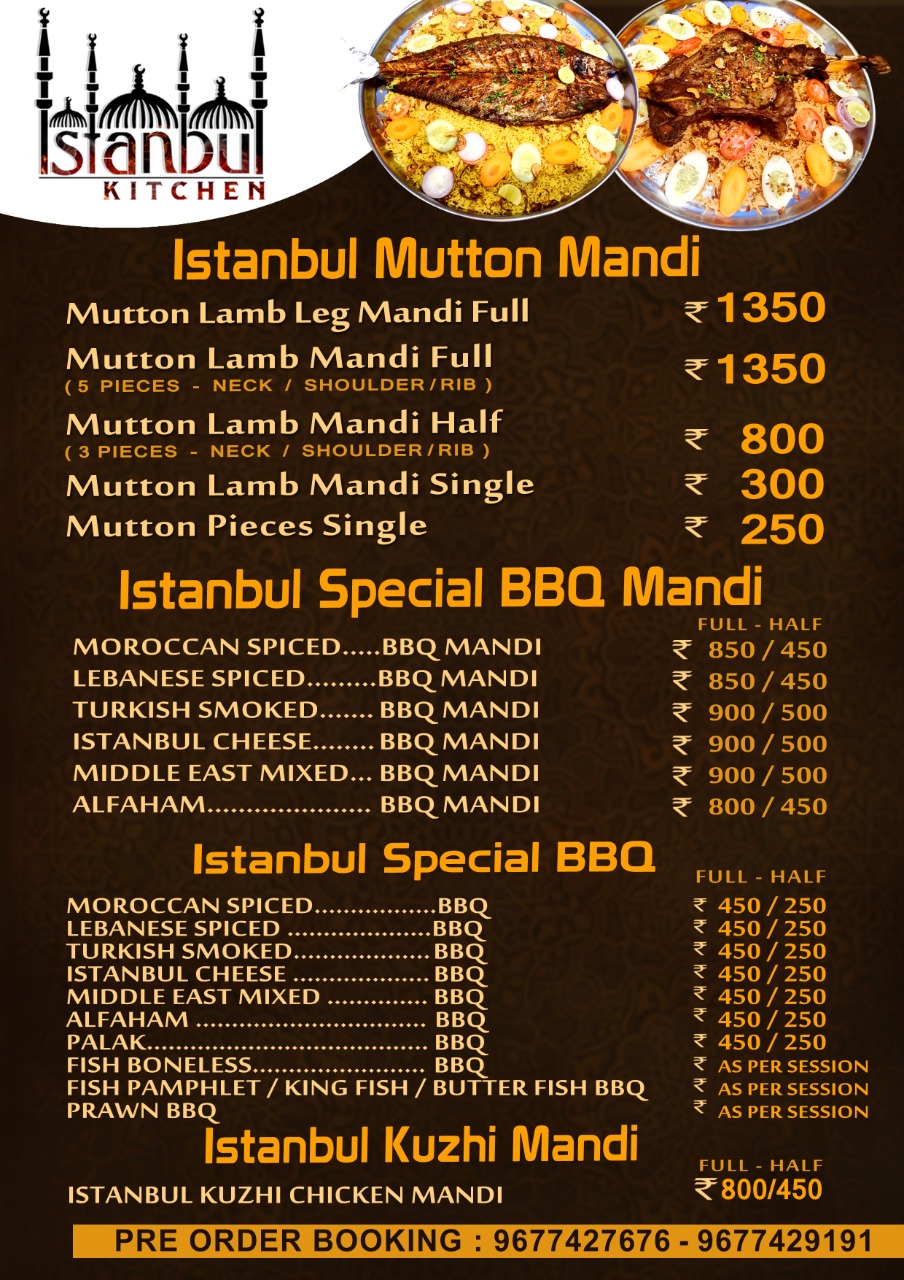 Istanbul
KITCHEN
Istanbul Mutton Mandi
Mutton Lamb Leg Mandi Full ₹ 1350
Mutton Lamb Mandi Full ₹ 1350
( 5 PIECES - NECK / SHOULDER/RIB )
Mutton Lamb Mandi Half ₹ 800
( 3 PIECES - NECK / SHOULDER/RIB )
Mutton Lamb Mandi Single ₹ 300
Mutton Pieces Single ₹ 250
Istanbul Special BBQ Mandi
FULL - HALF
MOROCCAN SPICED.....BBQ MANDI ₹ 850 / 450
LEBANESE SPICED.........BBQ MANDI ₹ 850 / 450
TURKISH SMOKED....... BBQ MANDI ₹ 900 / 500
ISTANBUL CHEESE........ BBQ MANDI ₹ 900 / 500
MIDDLE EAST MIXED... BBQ MANDI ₹ 900 / 500
ALFAHAM..................... BBQ MANDI ₹ 800 / 450
Istanbul Special BBQ
FULL - HALF
MOROCCAN SPICED.................BBQ ₹ 450 / 250
LEBANESE SPICED .....................BBQ ₹ 450 / 250
TURKISH SMOKED.................... BBQ ₹ 450 / 250
ISTANBUL CHEESE .................... BBQ ₹ 450 / 250
MIDDLE EAST MIXED .............. BBQ ₹ 450 / 250
ALFAHAM ................................ BBQ ₹ 450 / 250
PALAK....................................... BBQ ₹ 450 / 250
FISH BONELESS........................ BBQ ₹ AS PER SESSION
FISH PAMPHLET / KING FISH / BUTTER FISH BBQ ₹ AS PER SESSION
PRAWN BBQ ₹ AS PER SESSION
Istanbul Kuzhi Mandi
FULL - HALF
ISTANBUL KUZHI CHICKEN MANDI ₹800/450
PRE ORDER BOOKING : 9677427676 - 9677429191